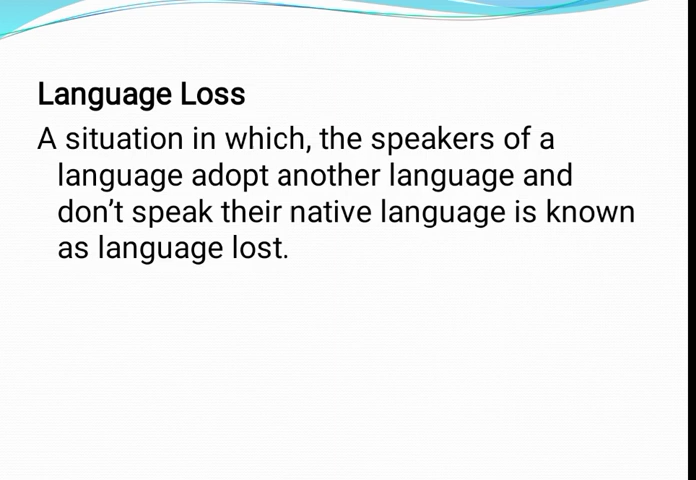 Language Loss
A situation in which, the speakers of a
language adopt another language and
don’t speak their native language is known
as language lost.